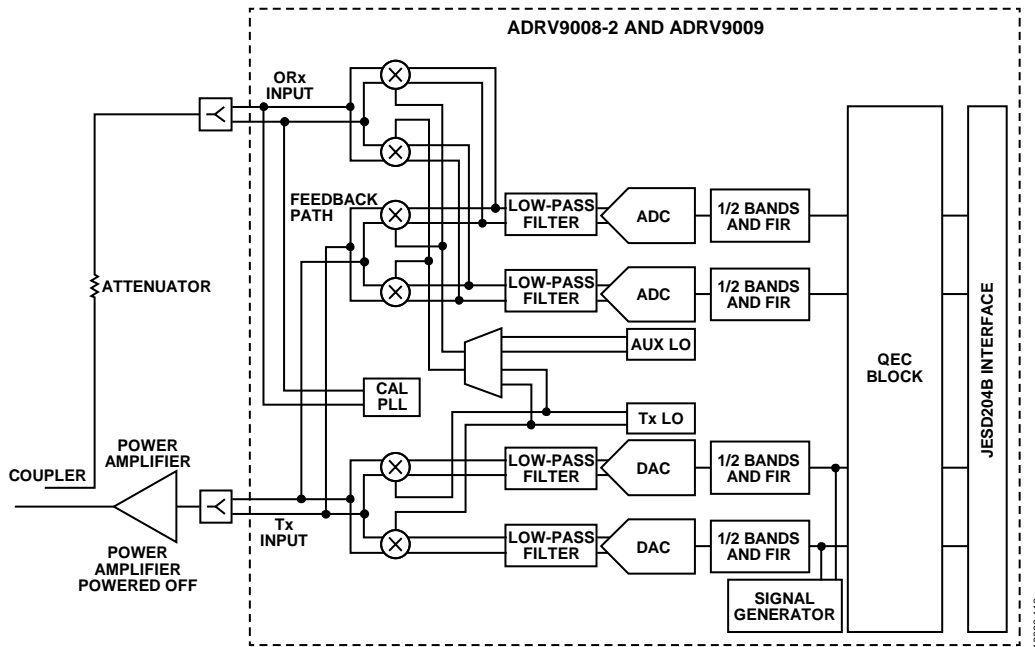 ADRV9008-2 AND ADRV9009
ORx
INPUT
FEEDBACK
PATH
LOW-PASS
FILTER
ADC
1/2 BANDS
AND FIR
ATTENUATOR
LOW-PASS
FILTER
ADC
1/2 BANDS
AND FIR
AUX LO
QEC
BLOCK
JESD204B INTERFACE
CAL
PLL
Tx LO
POWER
AMPLIFIER
COUPLER
LOW-PASS
FILTER
DAC
1/2 BANDS
AND FIR
Tx
INPUT
LOW-PASS
FILTER
DAC
1/2 BANDS
AND FIR
POWER
AMPLIFIER
POWERED OFF
SIGNAL
GENERATOR